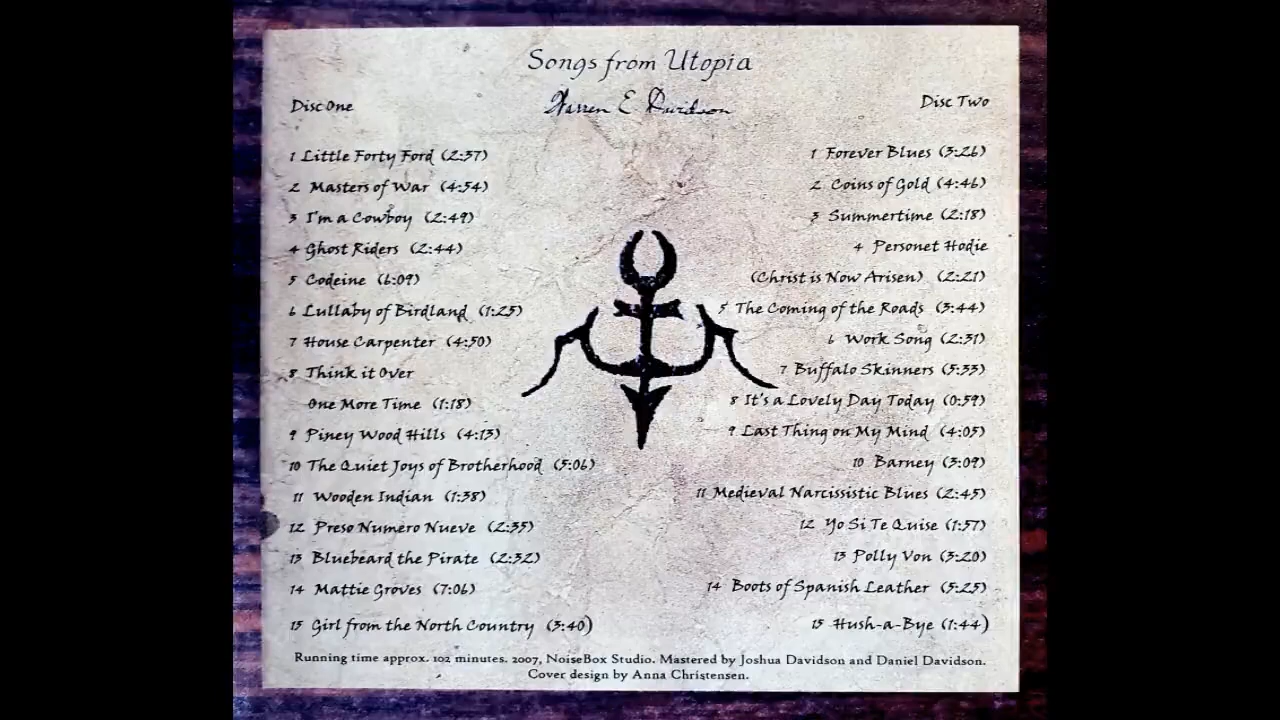 Songs from Utopia
Warren E Davidson
Disc One
1 Little Forty Ford (2:37)
2 Masters of War (4:54)
3 I'm a Cowboy (2:49)
4 Ghost Riders (2:44)
5 Codeine (6:09)
6 Lullaby of Birdland (1:25)
7 House Carpenter (4:50)
8 Think it Over
One More Time (1:18)
9 Piney Wood Hills (4:13)
10 The Quiet Joys of Brotherhood (5:06)
11 Wooden Indian (1:38)
12 Preso Numero Nueve (2:35)
13 Bluebeard the Pirate (2:32)
14 Mattie Groves (7:06)
15 Girl from the North Country (3:40)
Disc Two
1 Forever Blues (3:26)
2 Coins of Gold (4:46)
3 Summertime (2:18)
4 Personet Hodie
(Christ is Now Arisen) (2:21)
5 The Coming of the Roads (3:44)
6 Work Song (2:31)
7 Buffalo Skinners (5:33)
8 It's a Lovely Day Today (0:59)
9 Last Thing on My Mind (4:05)
10 Barney (3:09)
11 Medieval Narcissistic Blues (2:45)
12 Yo Si Te Quise (1:57)
13 Polly Von (3:20)
14 Boots of Spanish Leather (5:25)
15 Hush-a-Bye (1:44)
Running time approx. 102 minutes. 2007, NoiseBox Studio. Mastered by Joshua Davidson and Daniel Davidson.
Cover design by Anna Christensen.